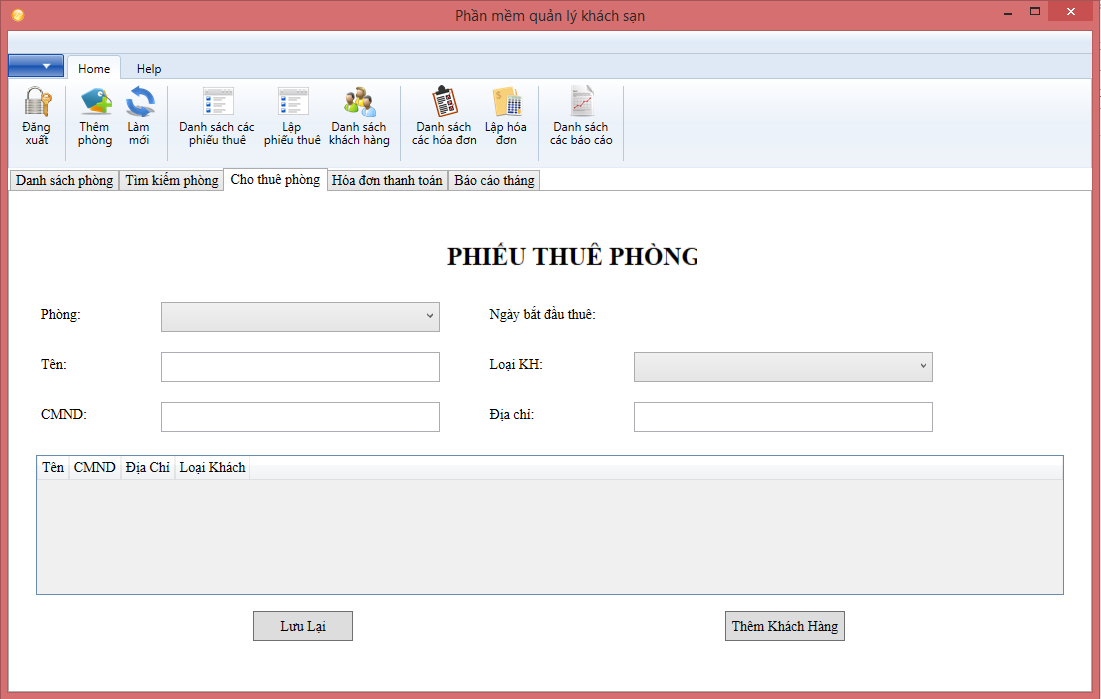 Phần mềm quản lý khách sạn
Home Help
Đăng xuất
Thêm phòng
Làm mới
Danh sách các phiếu thuê
Lập phiếu thuê
Danh sách khách hàng
Danh sách các hóa đơn
Lập hóa đơn
Danh sách các báo cáo
Danh sách phòng Tìm kiếm phòng Cho thuê phòng Hóa đơn thanh toán Báo cáo tháng
PHIẾU THUÊ PHÒNG
Phòng: Ngày bắt đầu thuê:
Tên: Loại KH:
CMND: Địa chỉ:
Tên CMND Địa Chỉ Loại Khách
Lưu Lại Thêm Khách Hàng